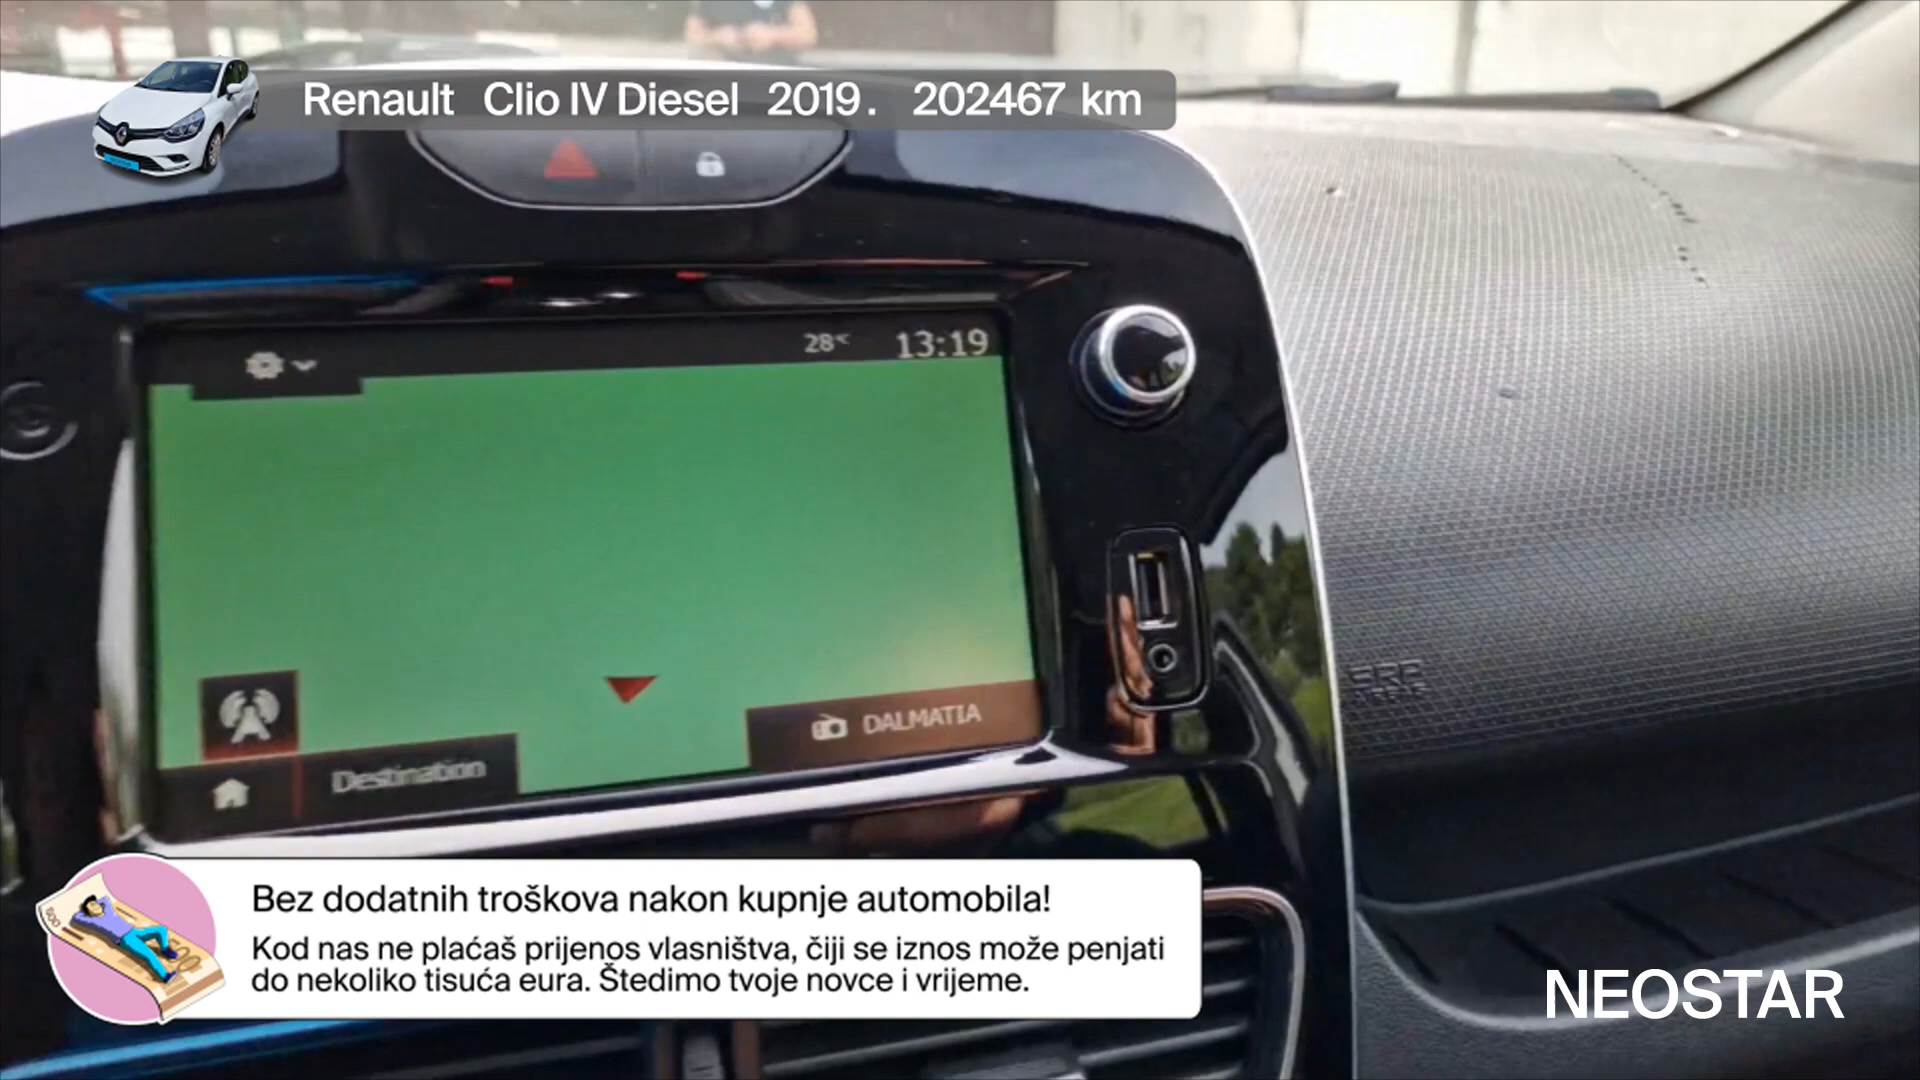 Renault Clio IV Diesel 2019. 202467 km
28°C 13:19
DALMATIA
Destination
Bez dodatnih troškova nakon kupnje automobila!
Kod nas ne plaćaš prijenos vlasništva, čiji se iznos može penjati
do nekoliko tisuća eura. Štedimo tvoje novce i vrijeme.
NEOSTAR